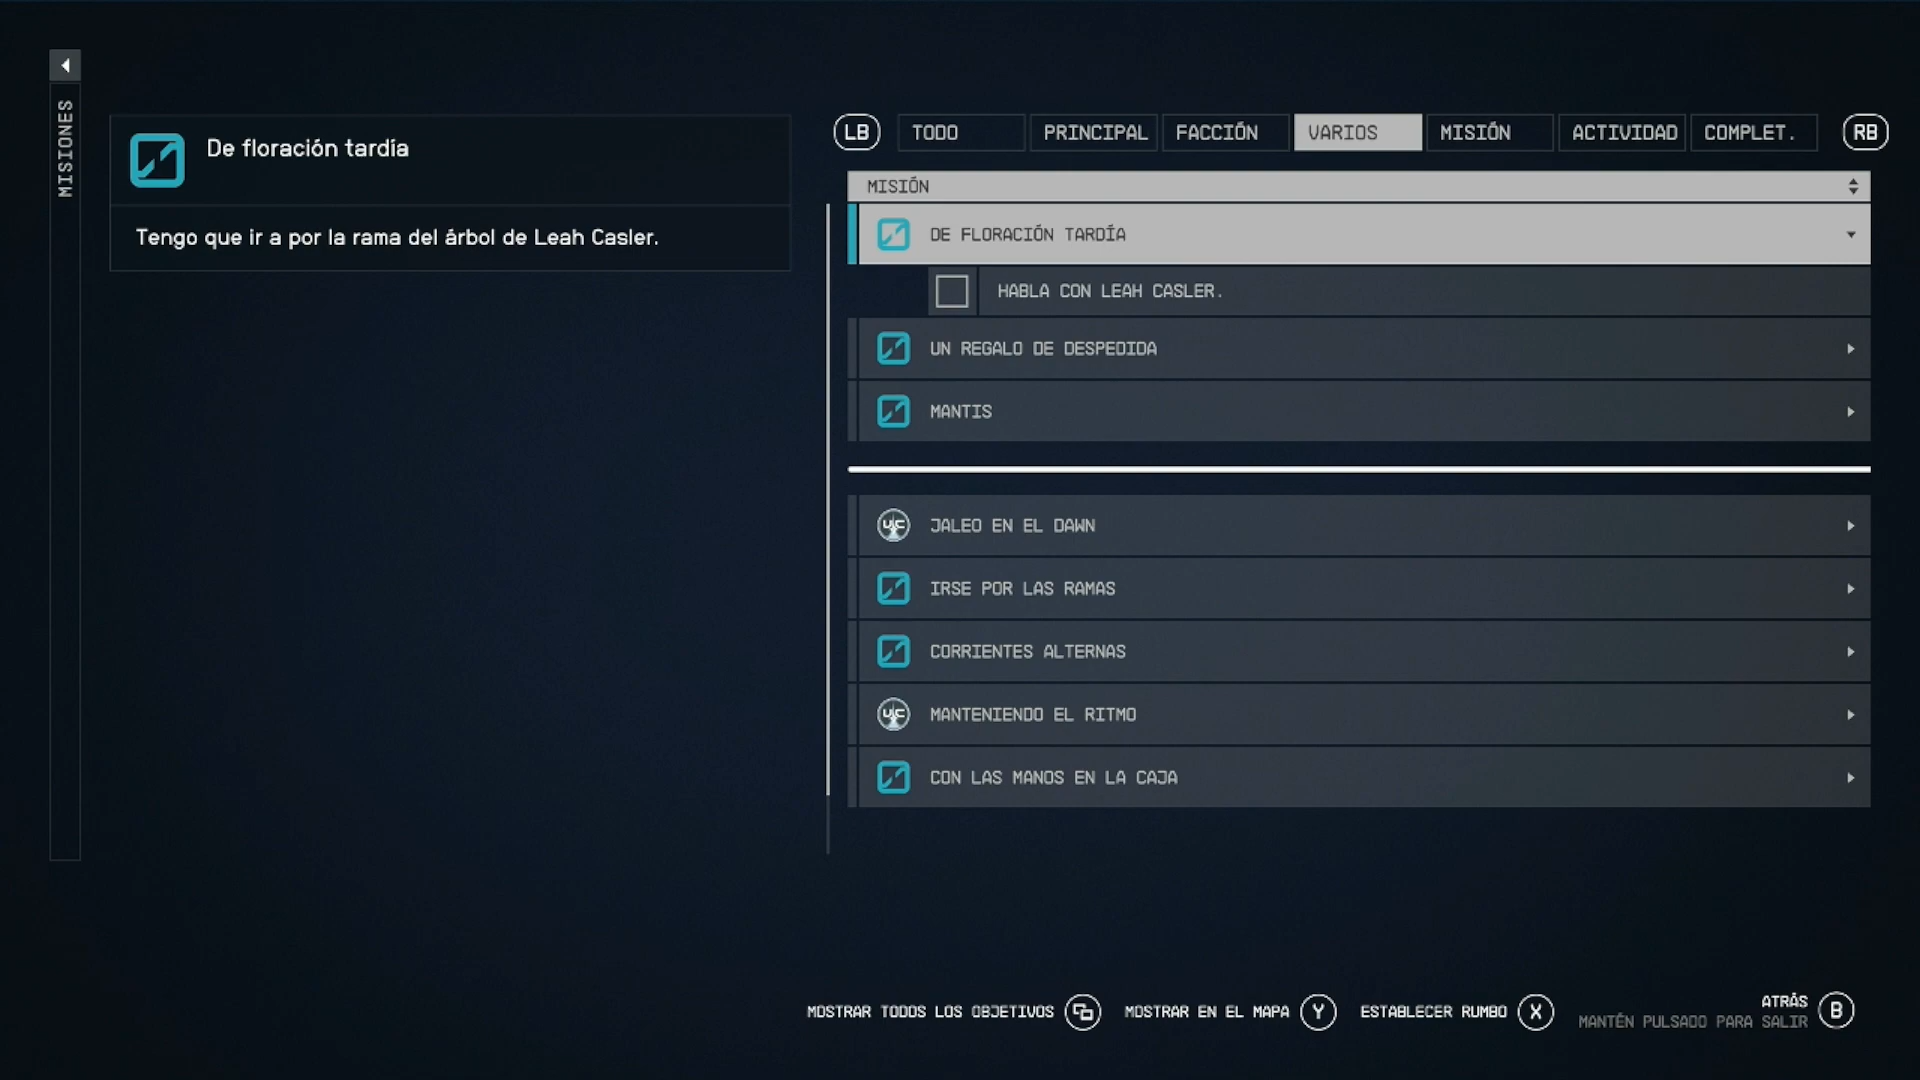 MISIONES
De floración tardía
Tengo que ir a por la rama del árbol de Leah Casler.
LB TODO PRINCIPAL FACCIÓN VARIOS MISIÓN ACTIVIDAD COMPLET. RB
MISIÓN
DE FLORACIÓN TARDÍA
HABLA CON LEAH CASLER.
UN REGALO DE DESPEDIDA
MANTIS
UC JALEO EN EL DAWN
IRSE POR LAS RAMAS
CORRIENTES ALTERNAS
UC MANTENIENDO EL RITMO
CON LAS MANOS EN LA CAJA
MOSTRAR TODOS LOS OBJETIVOS MOSTRAR EN EL MAPA Y ESTABLECER RUMBO X ATRÁS B
MANTÉN PULSADO PARA SALIR